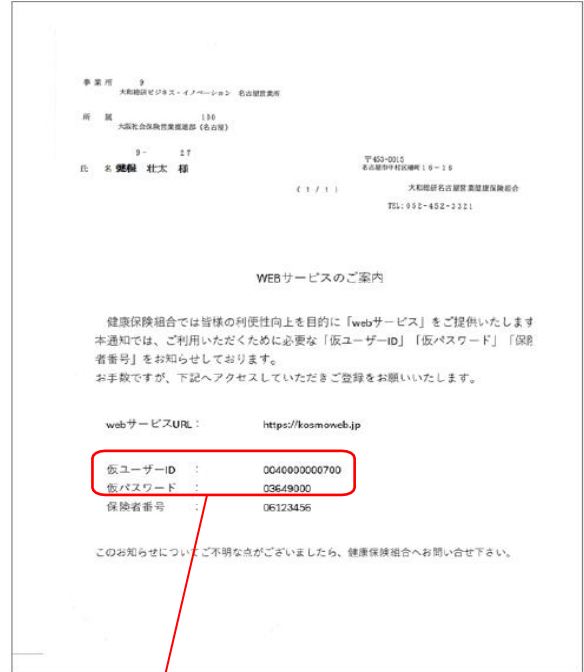 事 業 所 9
大和総研ビジネス・イノベーション 名古屋営業所
所 属 100
大阪社会保険営業推進部(名古屋)
9- 27
氏 名 健保 壮太 様
〒453-0015
名古屋市中村区椿町16-16
( 1 / 1 ) 大和総研名古屋営業健康保険組合
TEL:052-452-3321
WEBサービスのご案内
健康保険組合では皆様の利便性向上を目的に「webサービス」をご提供いたします
本通知では、ご利用いただくために必要な「仮ユーザーID」「仮パスワード」「保険
者番号」をお知らせしております。
お手数ですが、下記へアクセスしていただきご登録をお願いいたします。
webサービスURL: https://kosmoweb.jp
仮ユーザーID : 0040000000700
仮パスワード : 03649000
保険者番号 : 06123456
このお知らせについてご不明な点がございましたら、健康保険組合へお問い合せ下さい。